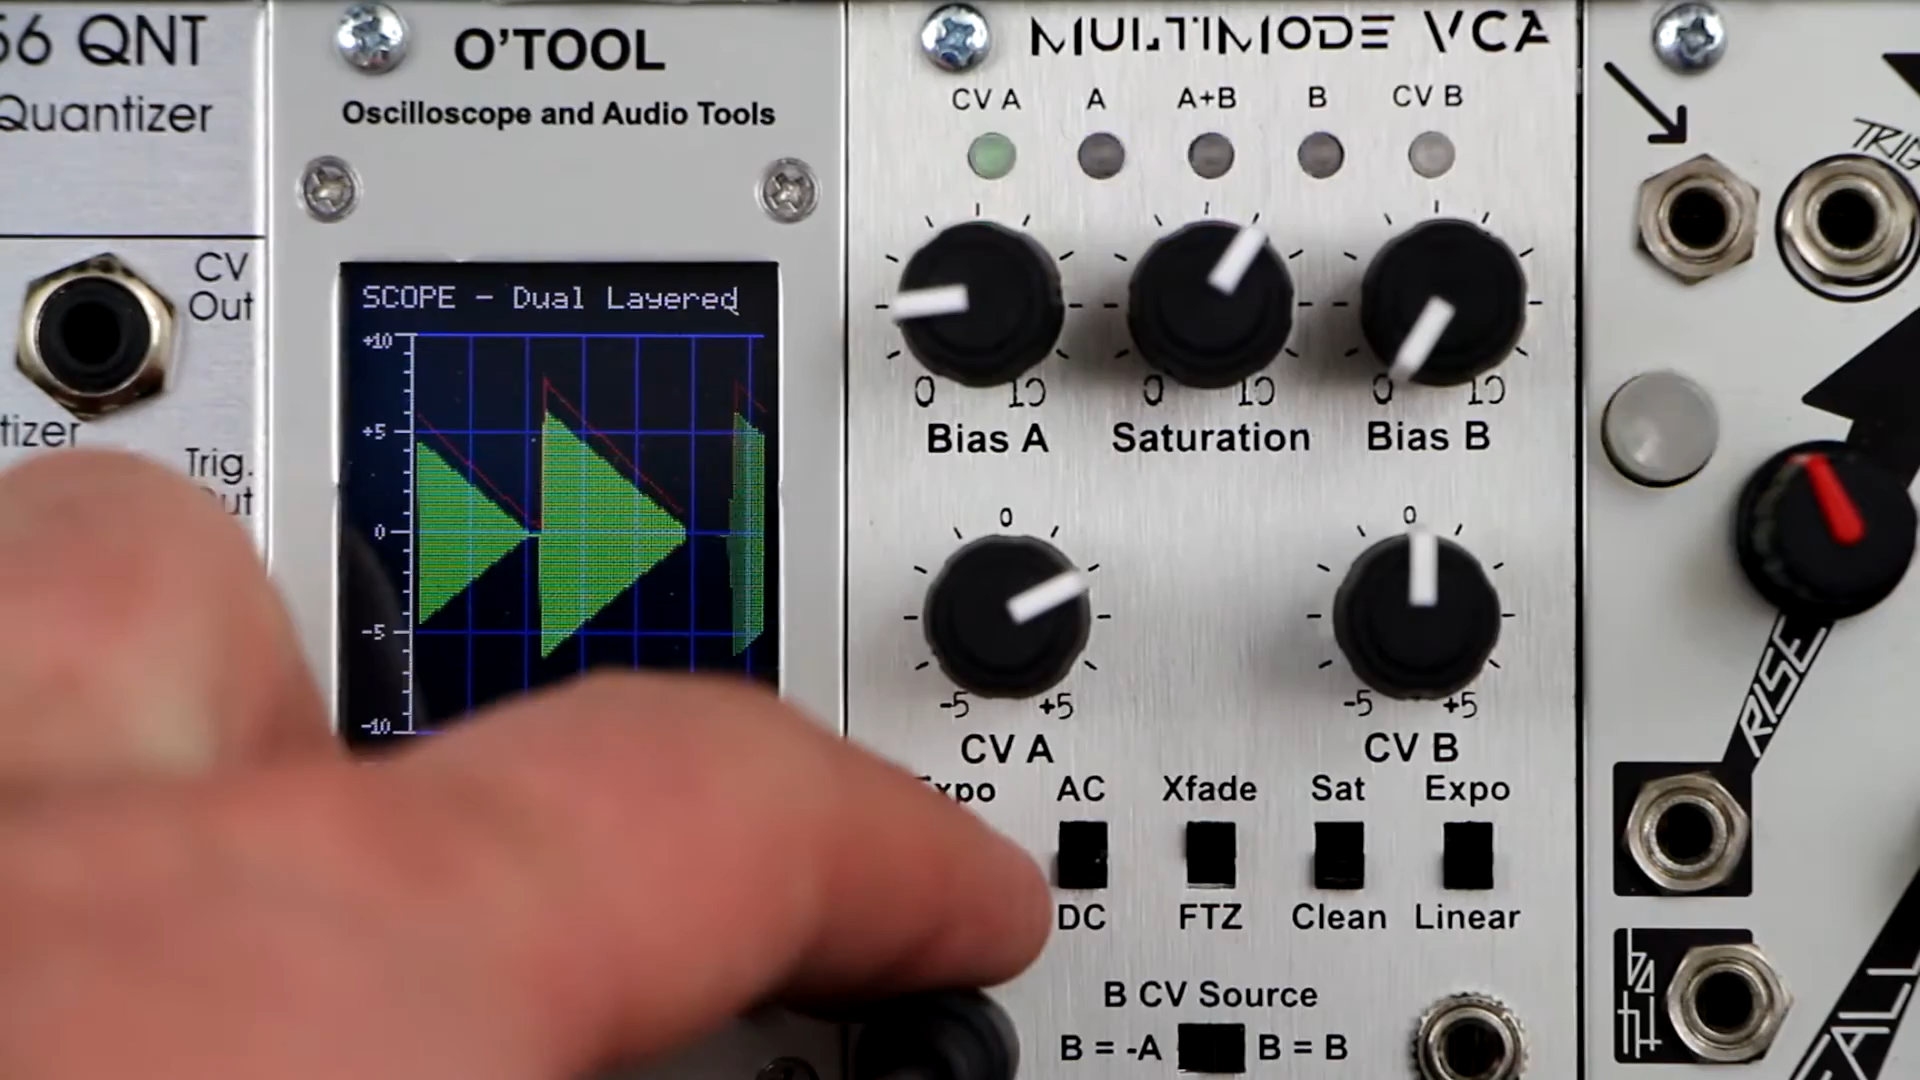 56 QNT
Quantizer
CV
Out
Trig.
O'TOOL
Oscilloscope and Audio Tools
SCOPE - Dual Layered
+10
+5
0
-5
-10
MULTIMODE VCA
CV A A A+B B CV B
0 10 0 10 0 10
Bias A Saturation Bias B
0 0
-5 +5 -5 +5
CV A CV B
Expo AC Xfade Sat Expo
DC FTZ Clean Linear
B CV Source
B = -A B = B
TRIG
RISE
FALL